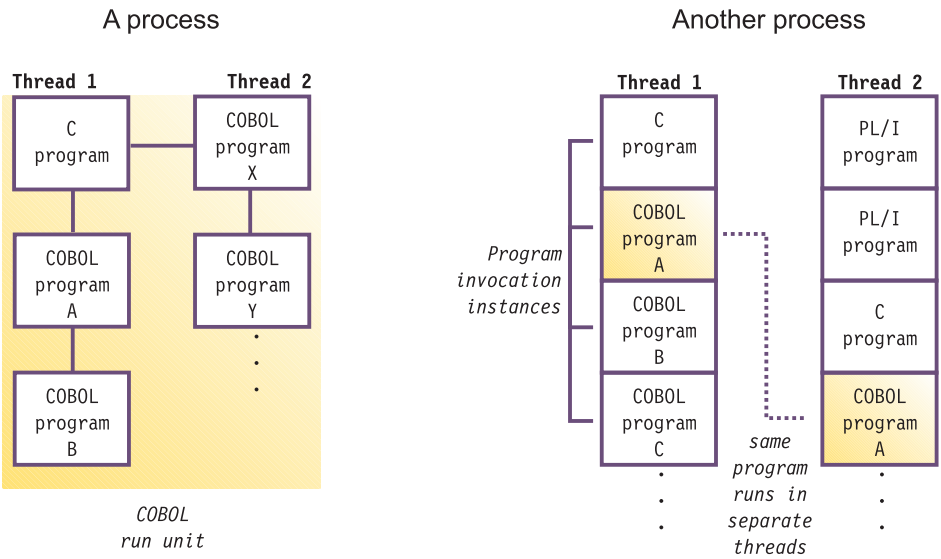 A process
Thread 1
C
program
COBOL
program
A
COBOL
program
B
Thread 2
COBOL
program
X
COBOL
program
Y
.
.
.
COBOL
run unit
Another process
Thread 1
C
program
COBOL
program
A
COBOL
program
B
COBOL
program
C
.
.
.
Program
invocation
instances
same
program
runs in
separate
threads
Thread 2
PL/I
program
PL/I
program
C
program
COBOL
program
A
.
.
.